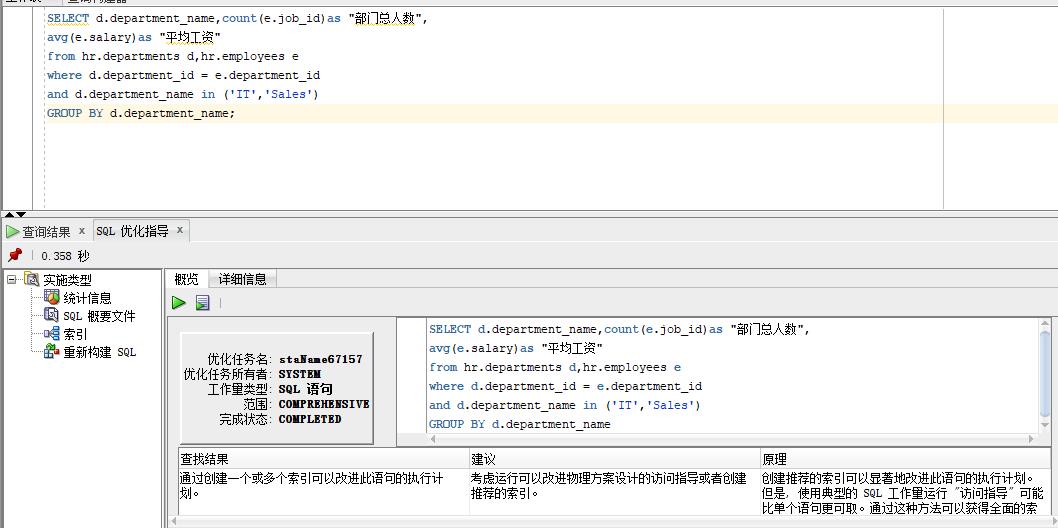 SELECT d.department_name,count(e.job_id)as "部门总人数",
avg(e.salary)as "平均工资"
from hr.departments d,hr.employees e
where d.department_id = e.department_id
and d.department_name in ('IT','Sales')
GROUP BY d.department_name;
查询结果 x SQL 优化指导 x
0.358 秒
实施类型
统计信息
SQL 概要文件
索引
重新构建 SQL
概览 详细信息
优化任务名: staName67157
优化任务所有者: SYSTEM
工作量类型: SQL 语句
范围: COMPREHENSIVE
完成状态: COMPLETED
SELECT d.department_name,count(e.job_id)as "部门总人数",
avg(e.salary)as "平均工资"
from hr.departments d,hr.employees e
where d.department_id = e.department_id
and d.department_name in ('IT','Sales')
GROUP BY d.department_name
查找结果 建议 原理
通过创建一个或多个索引可以改进此语句的执行计
划。
考虑运行可以改进物理方案设计的访问指导或者创建
推荐的索引。
创建推荐的索引可以显著地改进此语句的执行计划。
但是, 使用典型的 SQL 工作量运行 "访问指导" 可能
比单个语句更可取。通过这种方法可以获得全面的索